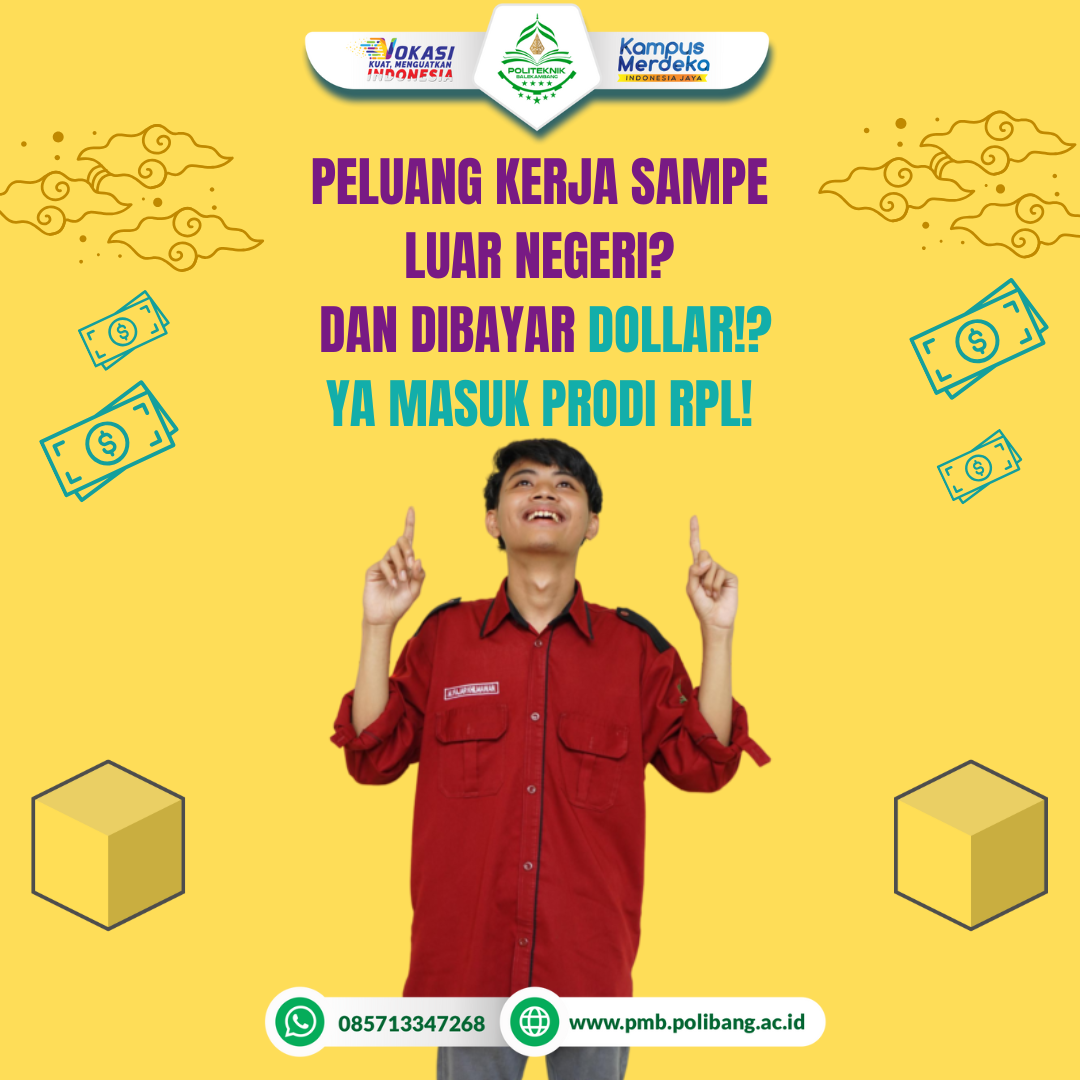 VOKASI
KUAT, MENGUATKAN
INDONESIA
POLITEKNIK
BALEKAMBANG
Kampus
Merdeka
INDONESIA JAYA
PELUANG KERJA SAMPE
LUAR NEGERI?
DAN DIBAYAR DOLLAR!?
YA MASUK PRODI RPL!
085713347268
www.pmb.polibang.ac.id